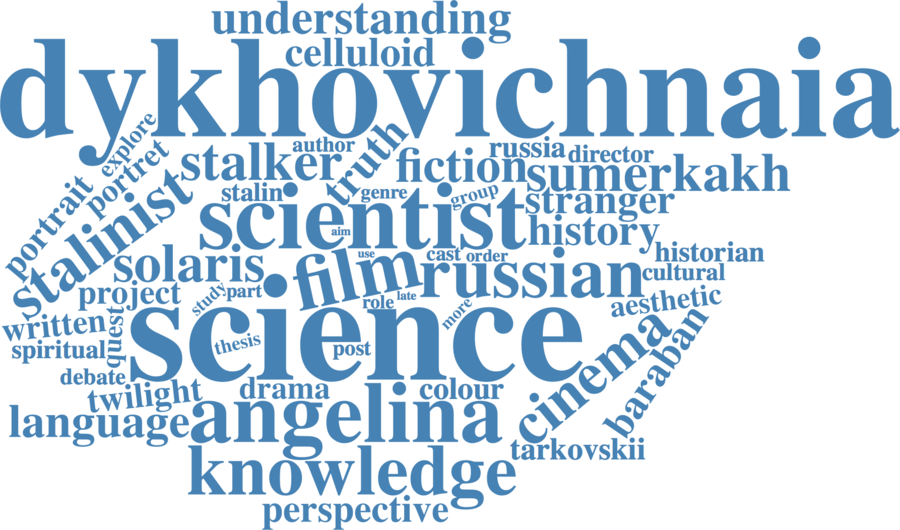 understanding
celluloid
dykhovichnaia
explore
author
truth
russia
director
portret
stalker
fiction
sumerkakh
portrait
stalinist
stalin
genre
group
stranger
scientist
aim
history
historian
solaris
film
use
cast
order
russian
cultural
project
study
part
role
late
more
aesthetic
written
quest
science
thesis
post
cinema
baraban
spiritual
debate
twilight
drama
colour
language
angelina
tarkovskii
knowledge
perspective